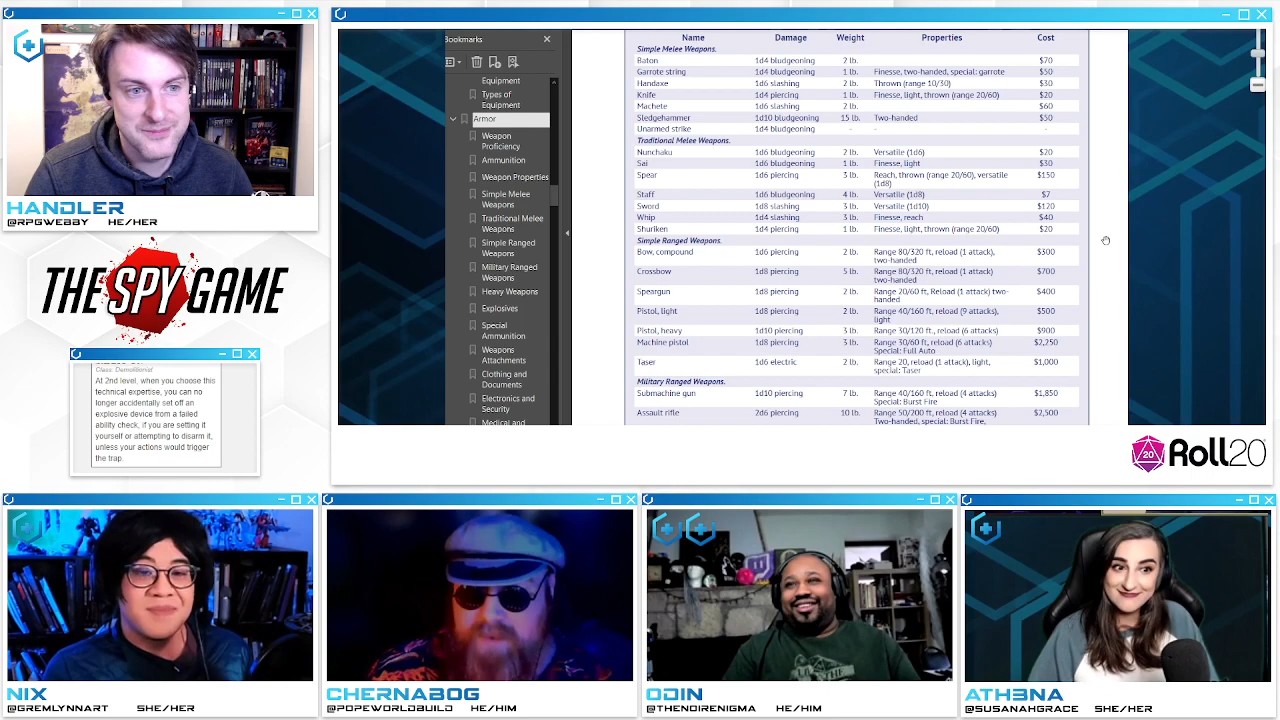 HANDLER
@RPGWEBBY HE/HER
THE SPY GAME
Class: Demolitionist
At 2nd level, when you choose this
technical expertise, you can no
longer accidentally set off an
explosive device from a failed
ability check, if you are setting it
yourself or attempting to disarm it,
unless your actions would trigger
the trap.
Bookmarks
Equipment
Types of
Equipment
Armor
Weapon
Proficiency
Ammunition
Weapon Properties
Simple Melee
Weapons
Traditional Melee
Weapons
Simple Ranged
Weapons
Military Ranged
Weapons
Heavy Weapons
Explosives
Special
Ammunition
Weapons
Attachments
Clothing and
Documents
Electronics and
Security
Medical and
Name Damage Weight Properties Cost
Simple Melee Weapons.
Baton 1d4 bludgeoning 2 lb. $70
Garrote string 1d4 bludgeoning 1 lb. Finesse, two-handed, special: garrote $50
Handaxe 1d6 slashing 2 lb. Thrown (range 10/30) $30
Knife 1d4 piercing 1 lb. Finesse, light, thrown (range 20/60) $20
Machete 1d6 slashing 2 lb. $60
Sledgehammer 1d10 bludgeoning 15 lb. Two-handed $50
Unarmed strike 1d4 bludgeoning - - -
Traditional Melee Weapons.
Nunchaku 1d6 bludgeoning 2 lb. Versatile (1d6) $20
Sai 1d6 bludgeoning 1 lb. Finesse, light $30
Spear 1d6 piercing 3 lb. Reach, thrown (range 20/60), versatile $150
(1d8)
Staff 1d6 bludgeoning 4 lb. Versatile (1d8) $7
Sword 1d8 slashing 3 lb. Versatile (1d10) $120
Whip 1d4 slashing 3 lb. Finesse, reach $40
Shuriken 1d4 piercing 1 lb. Finesse, light, thrown (range 20/60) $20
Simple Ranged Weapons.
Bow, compound 1d6 piercing 2 lb. Range 80/320 ft, reload (1 attack), $300
two-handed
Crossbow 1d8 piercing 5 lb. Range 80/320 ft, reload (1 attack) $700
two-handed
Speargun 1d8 piercing 2 lb. Range 20/60 ft, Reload (1 attack) two- $400
handed
Pistol, light 1d8 piercing 2 lb. Range 40/160 ft, reload (9 attacks), $500
light
Pistol, heavy 1d10 piercing 3 lb. Range 30/120 ft., reload (6 attacks) $900
Machine pistol 1d8 piercing 3 lb. Range 30/60 ft, reload (6 attacks) $2,250
Special: Full Auto
Taser 1d6 electric 2 lb. Range 20, reload (1 attack), light, $1,000
special: Taser
Military Ranged Weapons.
Submachine gun 1d10 piercing 7 lb. Range 40/160 ft, reload (4 attacks) $1,850
Special: Burst Fire
Assault rifle 2d6 piercing 10 lb. Range 50/200 ft, reload (4 attacks) $2,500
Two-handed, special: Burst Fire,
20
Roll20
NIX
@GREMLYNNART SHE/HER
CHERNABOG
@POPEWORLDBUILD HE/HIM
ODIN
@THENOIRENIGMA HE/HIM
ATH3NA
@SUSANAHGRACE SHE/HER